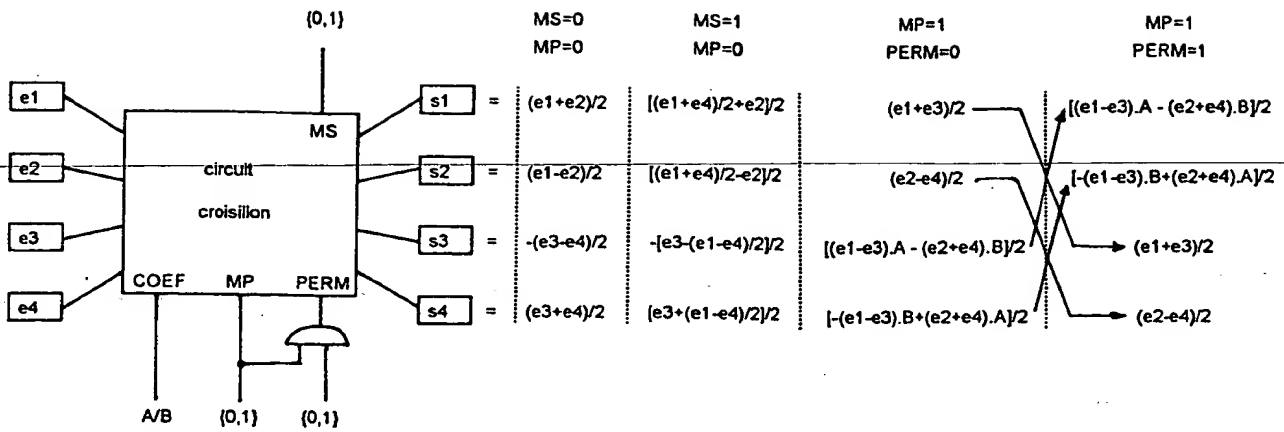 {0,1} MS=0 MS=1 MP=1 MP=1
MP=0 MP=0 PERM=0 PERM=1
e1 s1 = (e1+e2)/2 [(e1+e4)/2+e2]/2 (e1+e3)/2 [(e1-e3).A - (e2+e4).B]/2
MS
e2 circuit s2 = (e1-e2)/2 [(e1+e4)/2-e2]/2 (e2-e4)/2 [-(e1-e3).B+(e2+e4).A]/2
croisillon
e3 s3 = -(e3-e4)/2 -[e3-(e1-e4)/2]/2 [(e1-e3).A - (e2+e4).B]/2 (e1+e3)/2
COEF MP PERM
e4 s4 = (e3+e4)/2 [e3+(e1-e4)/2]/2 [-(e1-e3).B+(e2+e4).A]/2 (e2-e4)/2
A/B {0,1} {0,1}